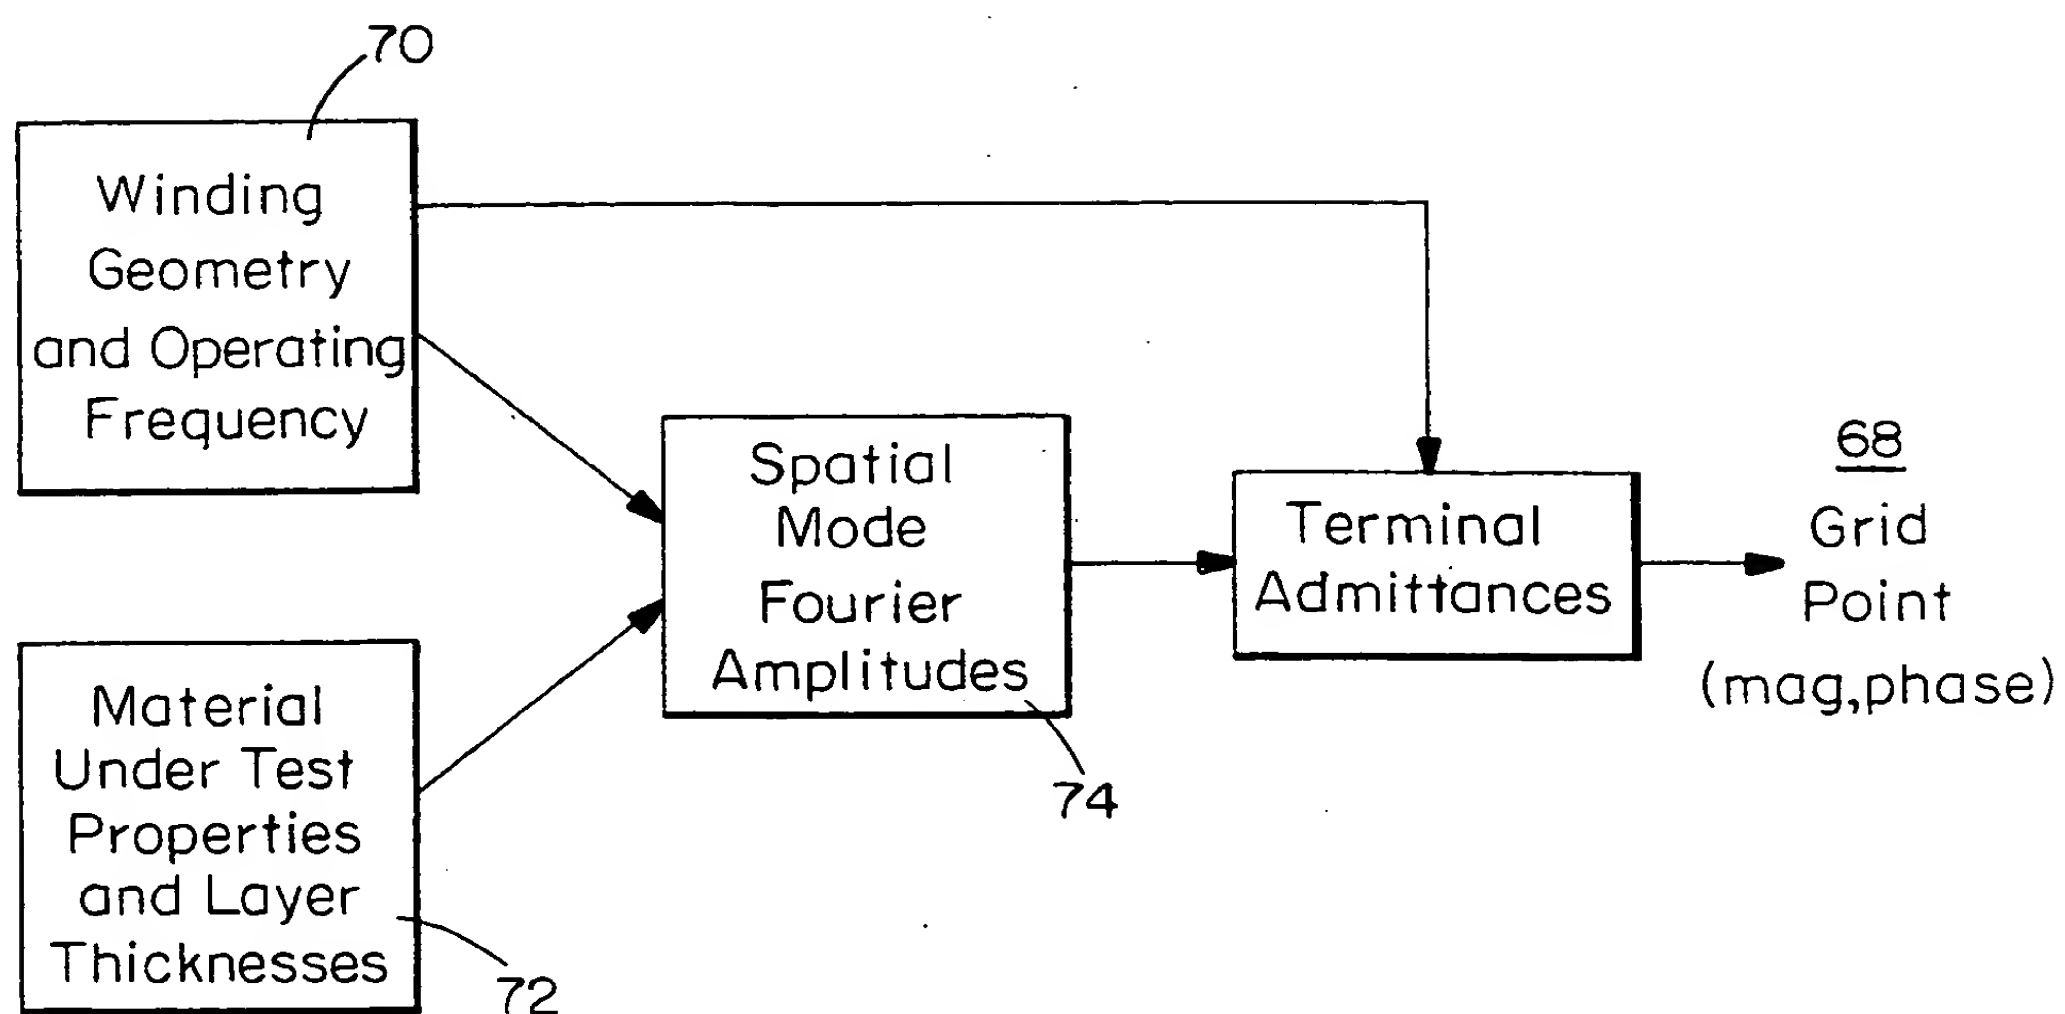 70
Winding
Geometry
and Operating
Frequency
Material
Under Test
Properties
and Layer
Thicknesses
72
Spatial
Mode
Fourier
Amplitudes
74
Terminal
Admittances
68
Grid
Point
(mag,phase)